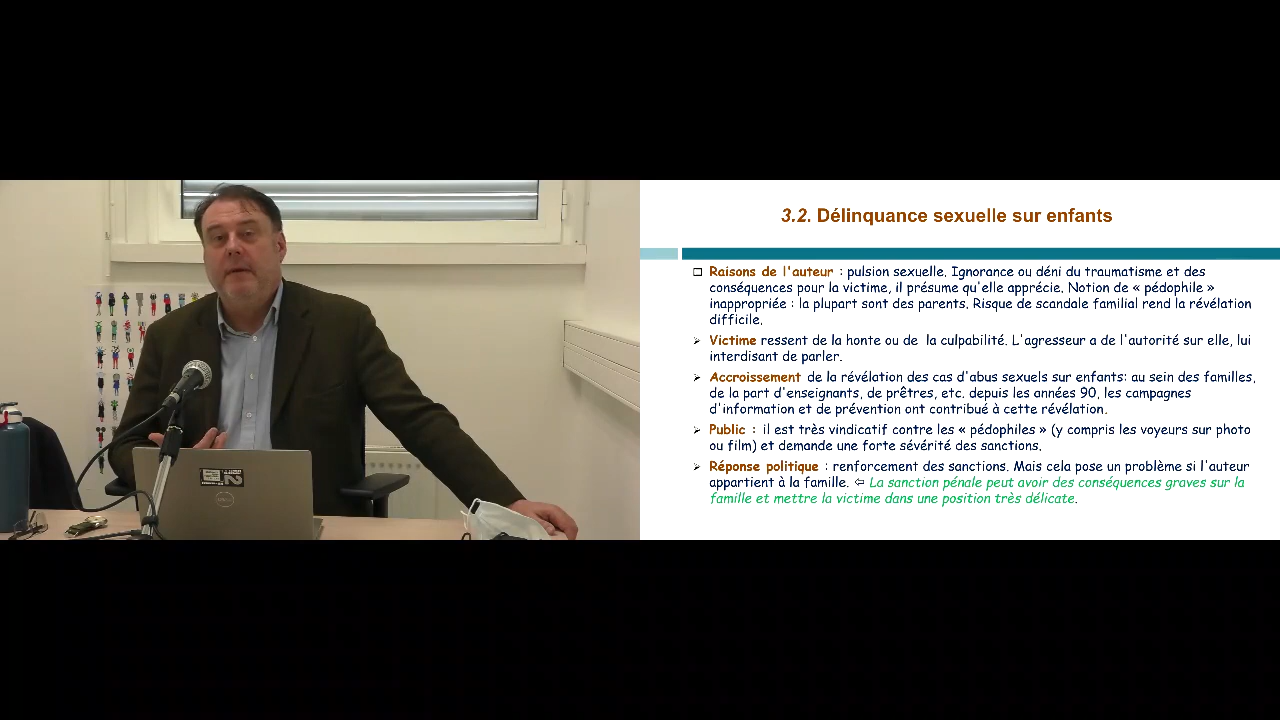 3.2. Délinquance sexuelle sur enfants
Raisons de l'auteur : pulsion sexuelle. Ignorance ou déni du traumatisme et des
conséquences pour la victime, il présume qu'elle apprécie. Notion de « pédophile »
inappropriée : la plupart sont des parents. Risque de scandale familial rend la révélation
difficile.
Victime ressent de la honte ou de la culpabilité. L'agresseur a de l'autorité sur elle, lui
interdisant de parler.
Accroissement de la révélation des cas d'abus sexuels sur enfants: au sein des familles,
de la part d'enseignants, de prêtres, etc. depuis les années 90, les campagnes
d'information et de prévention ont contribué à cette révélation.
Public : il est très vindicatif contre les « pédophiles » (y compris les voyeurs sur photo
ou film) et demande une forte sévérité des sanctions.
Réponse politique : renforcement des sanctions. Mais cela pose un problème si l'auteur
appartient à la famille. ⇦ La sanction pénale peut avoir des conséquences graves sur la
famille et mettre la victime dans une position très délicate.
DELL